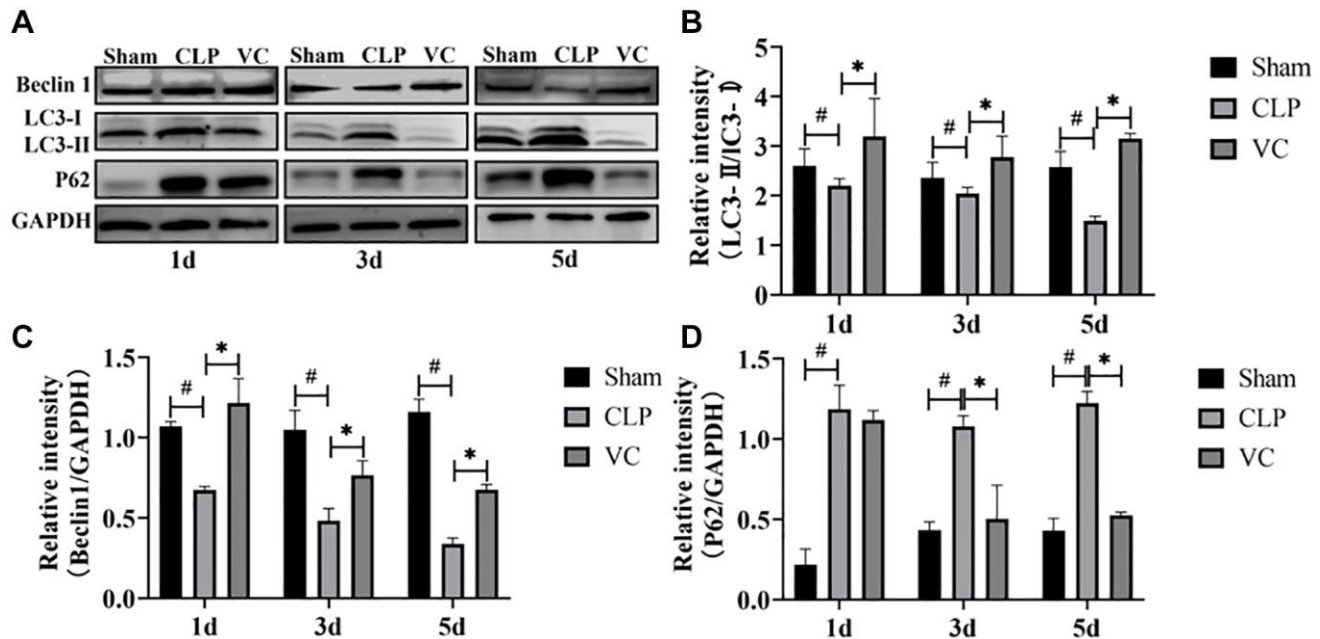 A
Sham CLP VC Sham CLP VC Sham CLP VC
Beclin 1
LC3-I
LC3-II
P62
GAPDH
1d 3d 5d
B
Relative intensity
(LC3-Ⅱ/lC3-Ⅰ)
5
4
3
2
1
0
# * # * # *
1d 3d 5d
Sham
CLP
VC
C
Relative intensity
(Beclin1/GAPDH)
1.5
1.0
0.5
0.0
# * # * # *
1d 3d 5d
Sham
CLP
VC
D
Relative intensity
(P62/GAPDH)
1.5
1.0
0.5
0.0
# # * # *
1d 3d 5d
Sham
CLP
VC